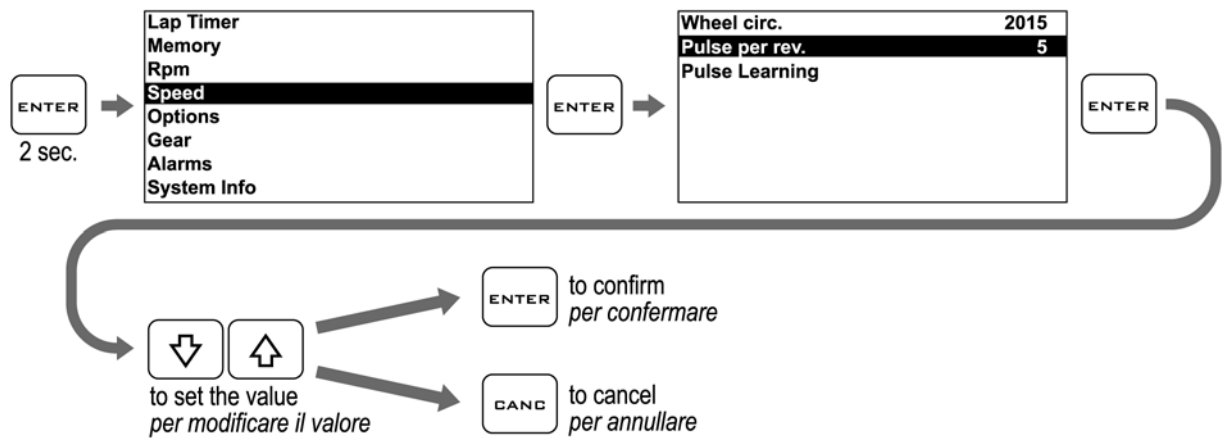 Lap Timer
Memory
Rpm
Speed
Options
Gear
Alarms
System Info
ENTER
2 sec.
ENTER
Wheel circ. 2015
Pulse per rev. 5
Pulse Learning
ENTER
to set the value
per modificare il valore
ENTER
to confirm
per confermare
CANC
to cancel
per annullare